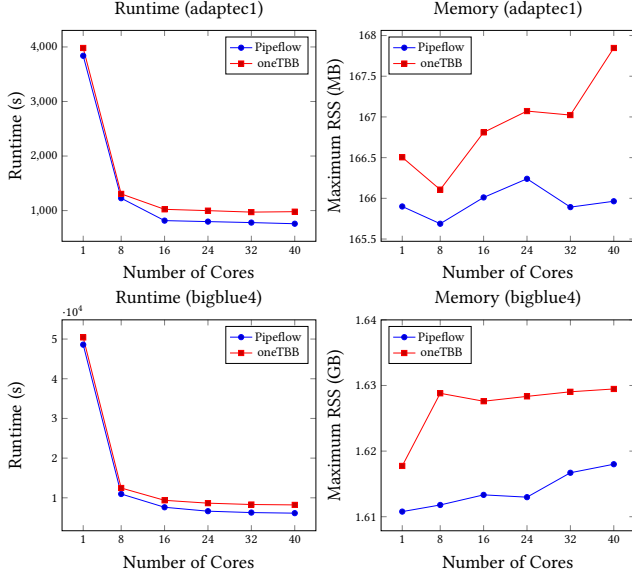 Runtime (adaptec1)
4,000
3,000
2,000
1,000
1 8 16 24 32 40
Runtime (s)
Number of Cores
Pipeflow
oneTBB
Memory (adaptec1)
168
167.5
167
166.5
166
165.5
1 8 16 24 32 40
Maximum RSS (MB)
Number of Cores
Pipeflow
oneTBB
Runtime (bigblue4)
·10^4
5
4
3
2
1
1 8 16 24 32 40
Runtime (s)
Number of Cores
Pipeflow
oneTBB
Memory (bigblue4)
1.64
1.63
1.62
1.61
1 8 16 24 32 40
Maximum RSS (GB)
Number of Cores
Pipeflow
oneTBB